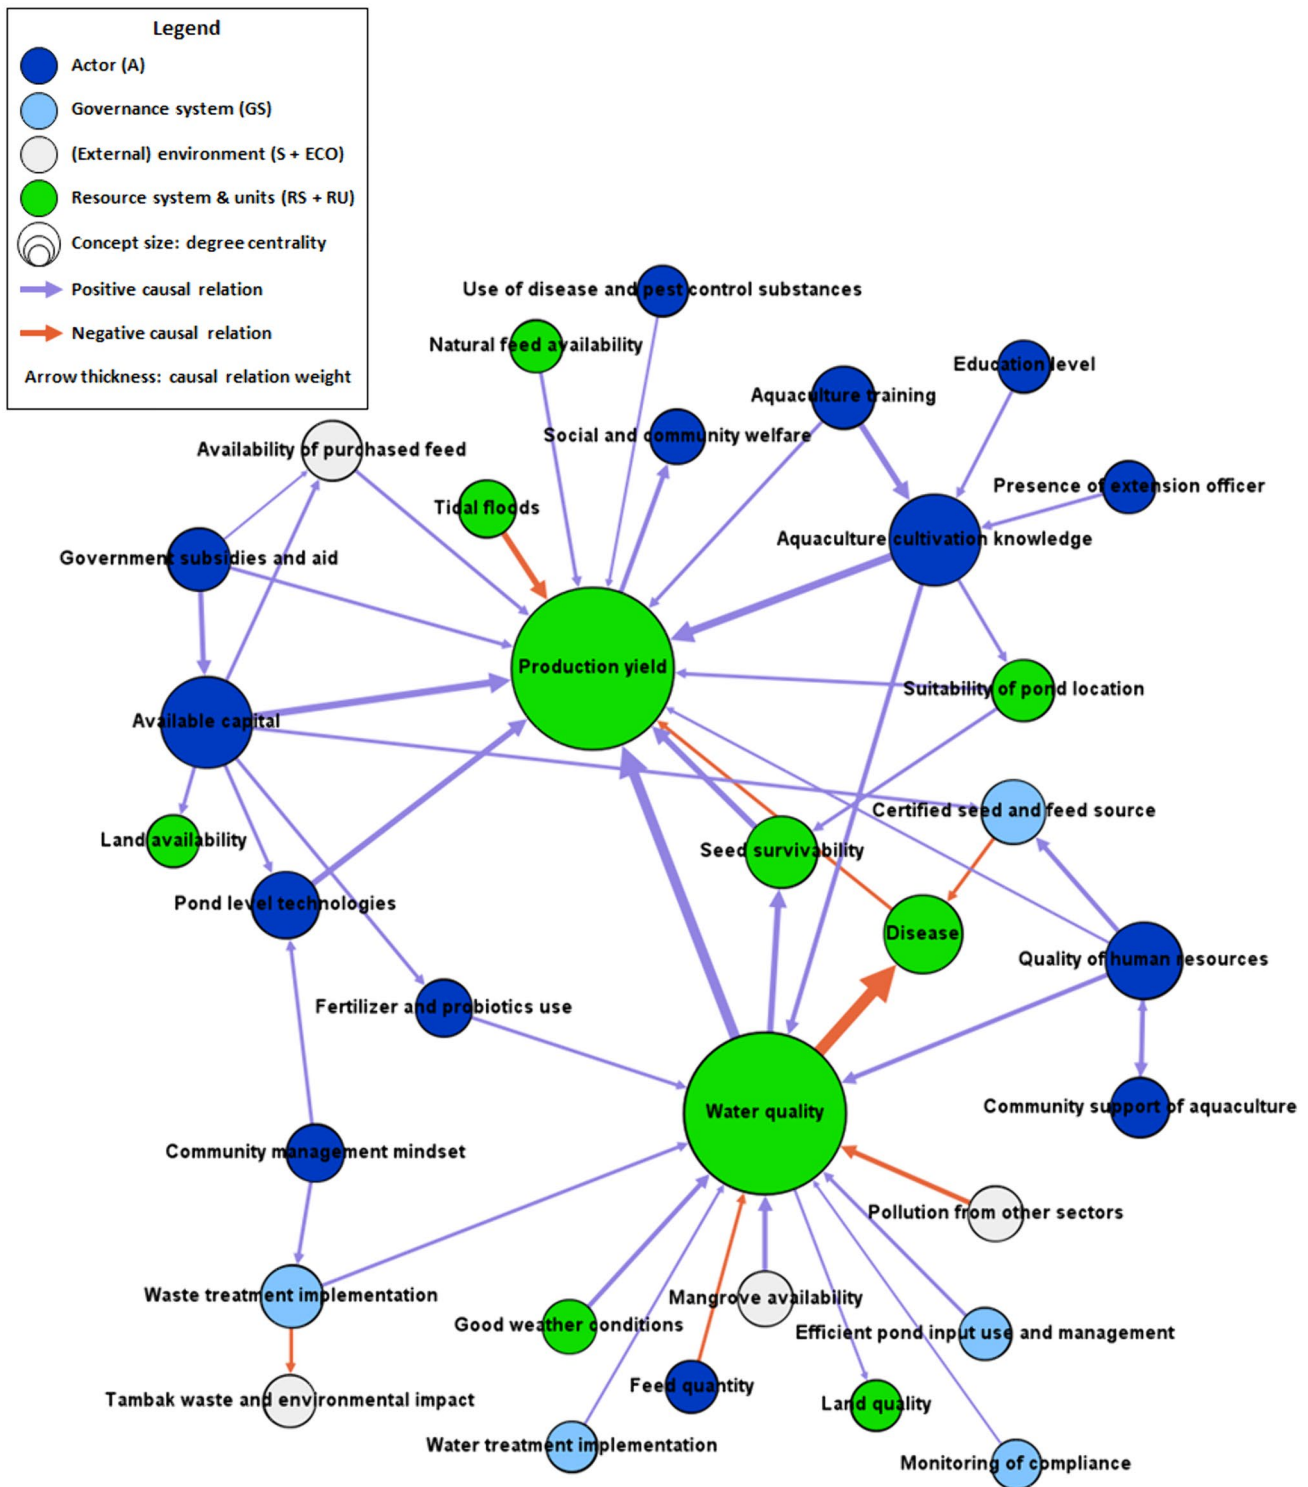 Legend
Actor (A)
Governance system (GS)
(External) environment (S + ECO)
Resource system & units (RS + RU)
Concept size: degree centrality
Positive causal relation
Negative causal relation
Arrow thickness: causal relation weight
Use of disease and pest control substances
Natural feed availability
Education level
Aquaculture training
Social and community welfare
Availability of purchased feed
Presence of extension officer
Tidal floods
Aquaculture cultivation knowledge
Government subsidies and aid
Production yield
Suitability of pond location
Available capital
Certified seed and feed source
Land availability
Seed survivability
Pond level technologies
Disease
Quality of human resources
Fertilizer and probiotics use
Water quality
Community support of aquaculture
Community management mindset
Pollution from other sectors
Waste treatment implementation
Mangrove availability
Good weather conditions
Efficient pond input use and management
Feed quantity
Tambak waste and environmental impact
Land quality
Water treatment implementation
Monitoring of compliance